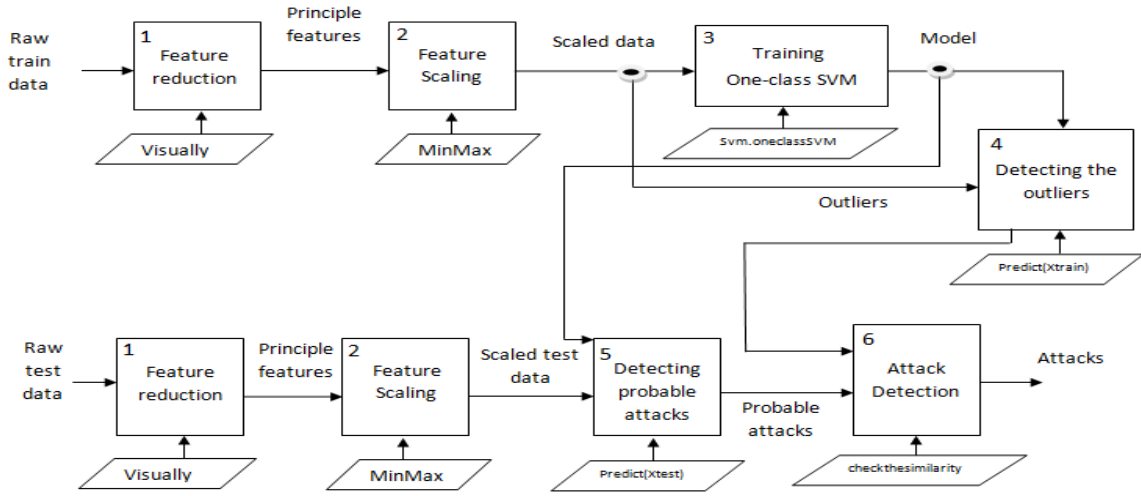 Raw
train
data
1
Feature
reduction
Visually
Principle
features
2
Feature
Scaling
MinMax
Scaled data
3
Training
One-class SVM
Svm.oneclassSVM
Model
4
Detecting the
outliers
Predict(Xtrain)
Outliers
Raw
test
data
1
Feature
reduction
Visually
Principle
features
2
Feature
Scaling
MinMax
Scaled test
data
5
Detecting
probable
attacks
Predict(Xtest)
Probable
attacks
6
Attack
Detection
checkthesimilarity
Attacks